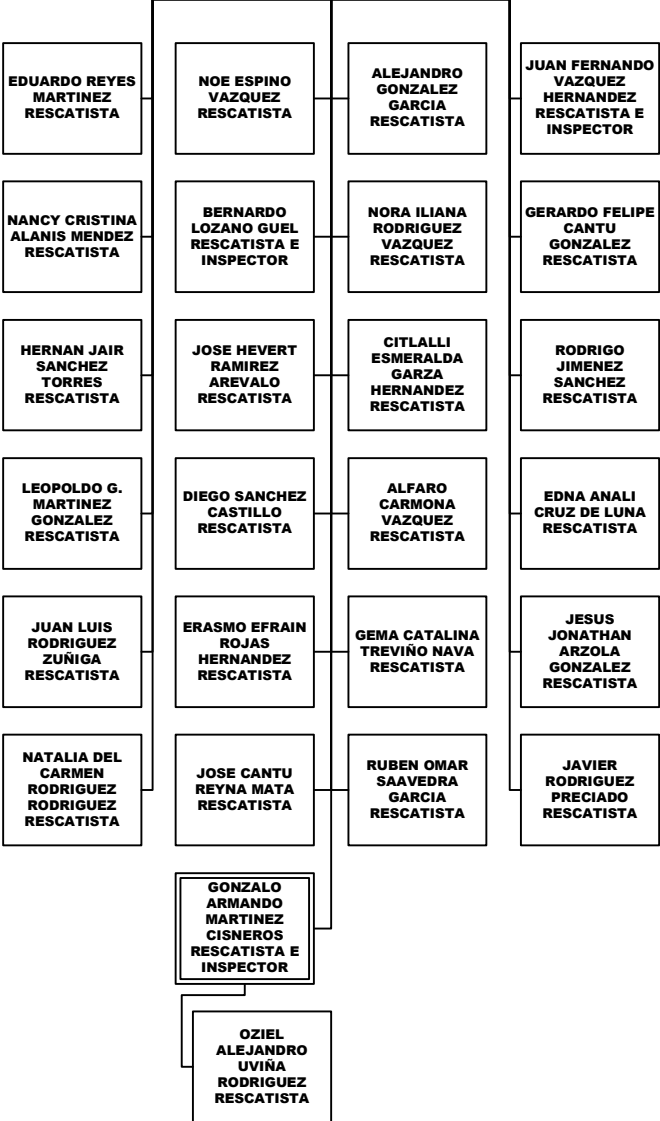 EDUARDO REYES
MARTINEZ
RESCATISTA
NOE ESPINO
VAZQUEZ
RESCATISTA
ALEJANDRO
GONZALEZ
GARCIA
RESCATISTA
JUAN FERNANDO
VAZQUEZ
HERNANDEZ
RESCATISTA E
INSPECTOR
NANCY CRISTINA
ALANIS MENDEZ
RESCATISTA
BERNARDO
LOZANO GUEL
RESCATISTA E
INSPECTOR
NORA ILIANA
RODRIGUEZ
VAZQUEZ
RESCATISTA
GERARDO FELIPE
CANTU
GONZALEZ
RESCATISTA
HERNAN JAIR
SANCHEZ
TORRES
RESCATISTA
JOSE HEVERT
RAMIREZ
AREVALO
RESCATISTA
CITLALLI
ESMERALDA
GARZA
HERNANDEZ
RESCATISTA
RODRIGO
JIMENEZ
SANCHEZ
RESCATISTA
LEOPOLDO G.
MARTINEZ
GONZALEZ
RESCATISTA
DIEGO SANCHEZ
CASTILLO
RESCATISTA
ALFARO
CARMONA
VAZQUEZ
RESCATISTA
EDNA ANALI
CRUZ DE LUNA
RESCATISTA
JUAN LUIS
RODRIGUEZ
ZUÑIGA
RESCATISTA
ERASMO EFRAIN
ROJAS
HERNANDEZ
RESCATISTA
GEMA CATALINA
TREVIÑO NAVA
RESCATISTA
JESUS
JONATHAN
ARZOLA
GONZALEZ
RESCATISTA
NATALIA DEL
CARMEN
RODRIGUEZ
RODRIGUEZ
RESCATISTA
JOSE CANTU
REYNA MATA
RESCATISTA
RUBEN OMAR
SAAVEDRA
GARCIA
RESCATISTA
JAVIER
RODRIGUEZ
PRECIADO
RESCATISTA
GONZALO
ARMANDO
MARTINEZ
CISNEROS
RESCATISTA E
INSPECTOR
OZIEL
ALEJANDRO
UVIÑA
RODRIGUEZ
RESCATISTA